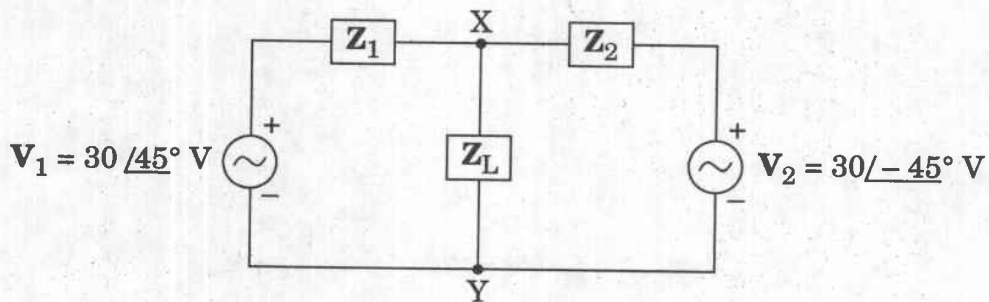 X
Z1
Z2
+
V1 = 30 /45° V
−
ZL
+
V2 = 30/− 45° V
−
Y